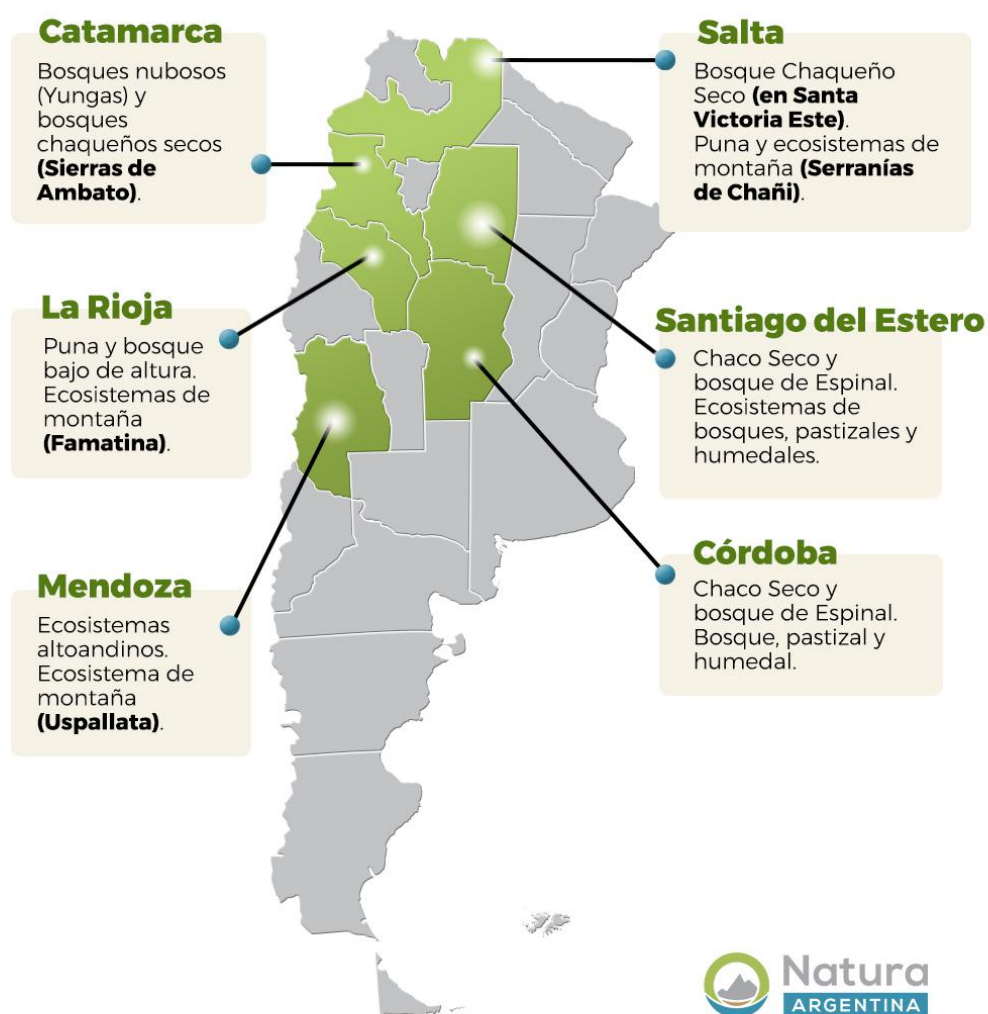 Catamarca
Bosques nubosos
(Yungas) y
bosques
chaqueños secos
(Sierras de
Ambato).
Salta
Bosque Chaqueño
Seco (en Santa
Victoria Este).
Puna y ecosistemas de
montaña (Serranías
de Chañi).
La Rioja
Puna y bosque
bajo de altura.
Ecosistemas de
montaña
(Famatina).
Santiago del Estero
Chaco Seco y
bosque de Espinal.
Ecosistemas de
bosques, pastizales y
humedales.
Mendoza
Ecosistemas
altoandinos.
Ecosistema de
montaña
(Uspallata).
Córdoba
Chaco Seco y
bosque de Espinal.
Bosque, pastizal y
humedal.
Natura
ARGENTINA